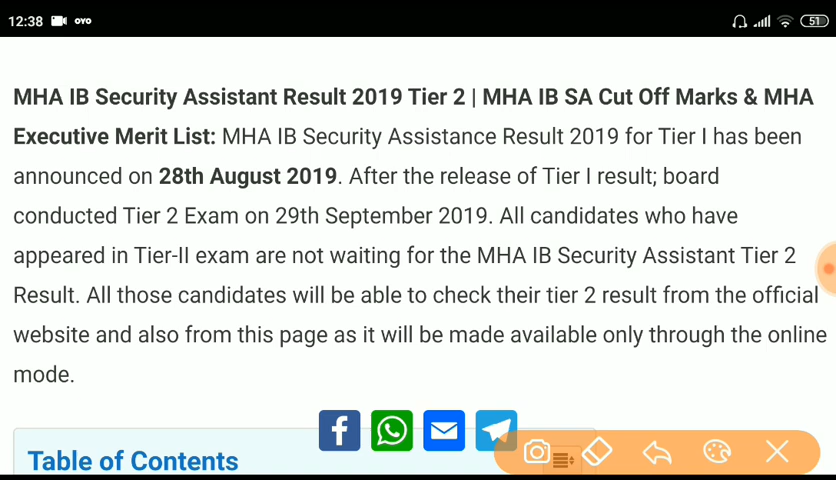 12:38 OYO 51
MHA IB Security Assistant Result 2019 Tier 2 | MHA IB SA Cut Off Marks & MHA
Executive Merit List: MHA IB Security Assistance Result 2019 for Tier I has been
announced on 28th August 2019. After the release of Tier I result; board
conducted Tier 2 Exam on 29th September 2019. All candidates who have
appeared in Tier-II exam are not waiting for the MHA IB Security Assistant Tier 2
Result. All those candidates will be able to check their tier 2 result from the official
website and also from this page as it will be made available only through the online
mode.
Table of Contents